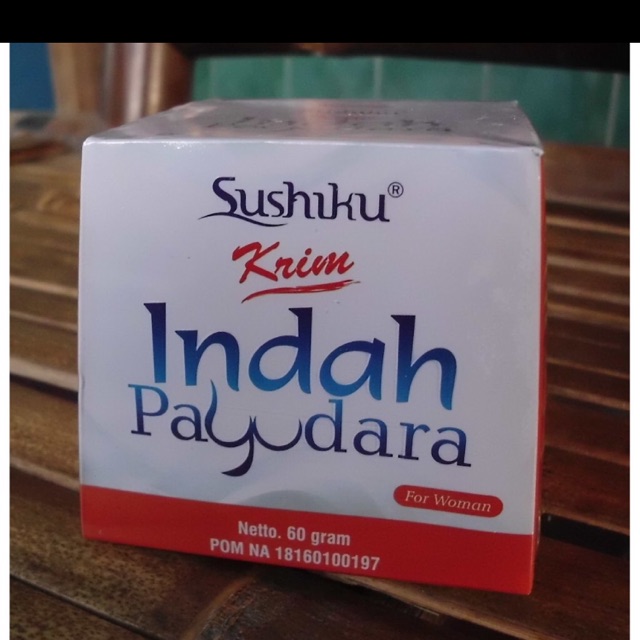 Sushiku®
Krim
Indah
Payudara
For Woman
Netto. 60 gram
POM NA 18160100197